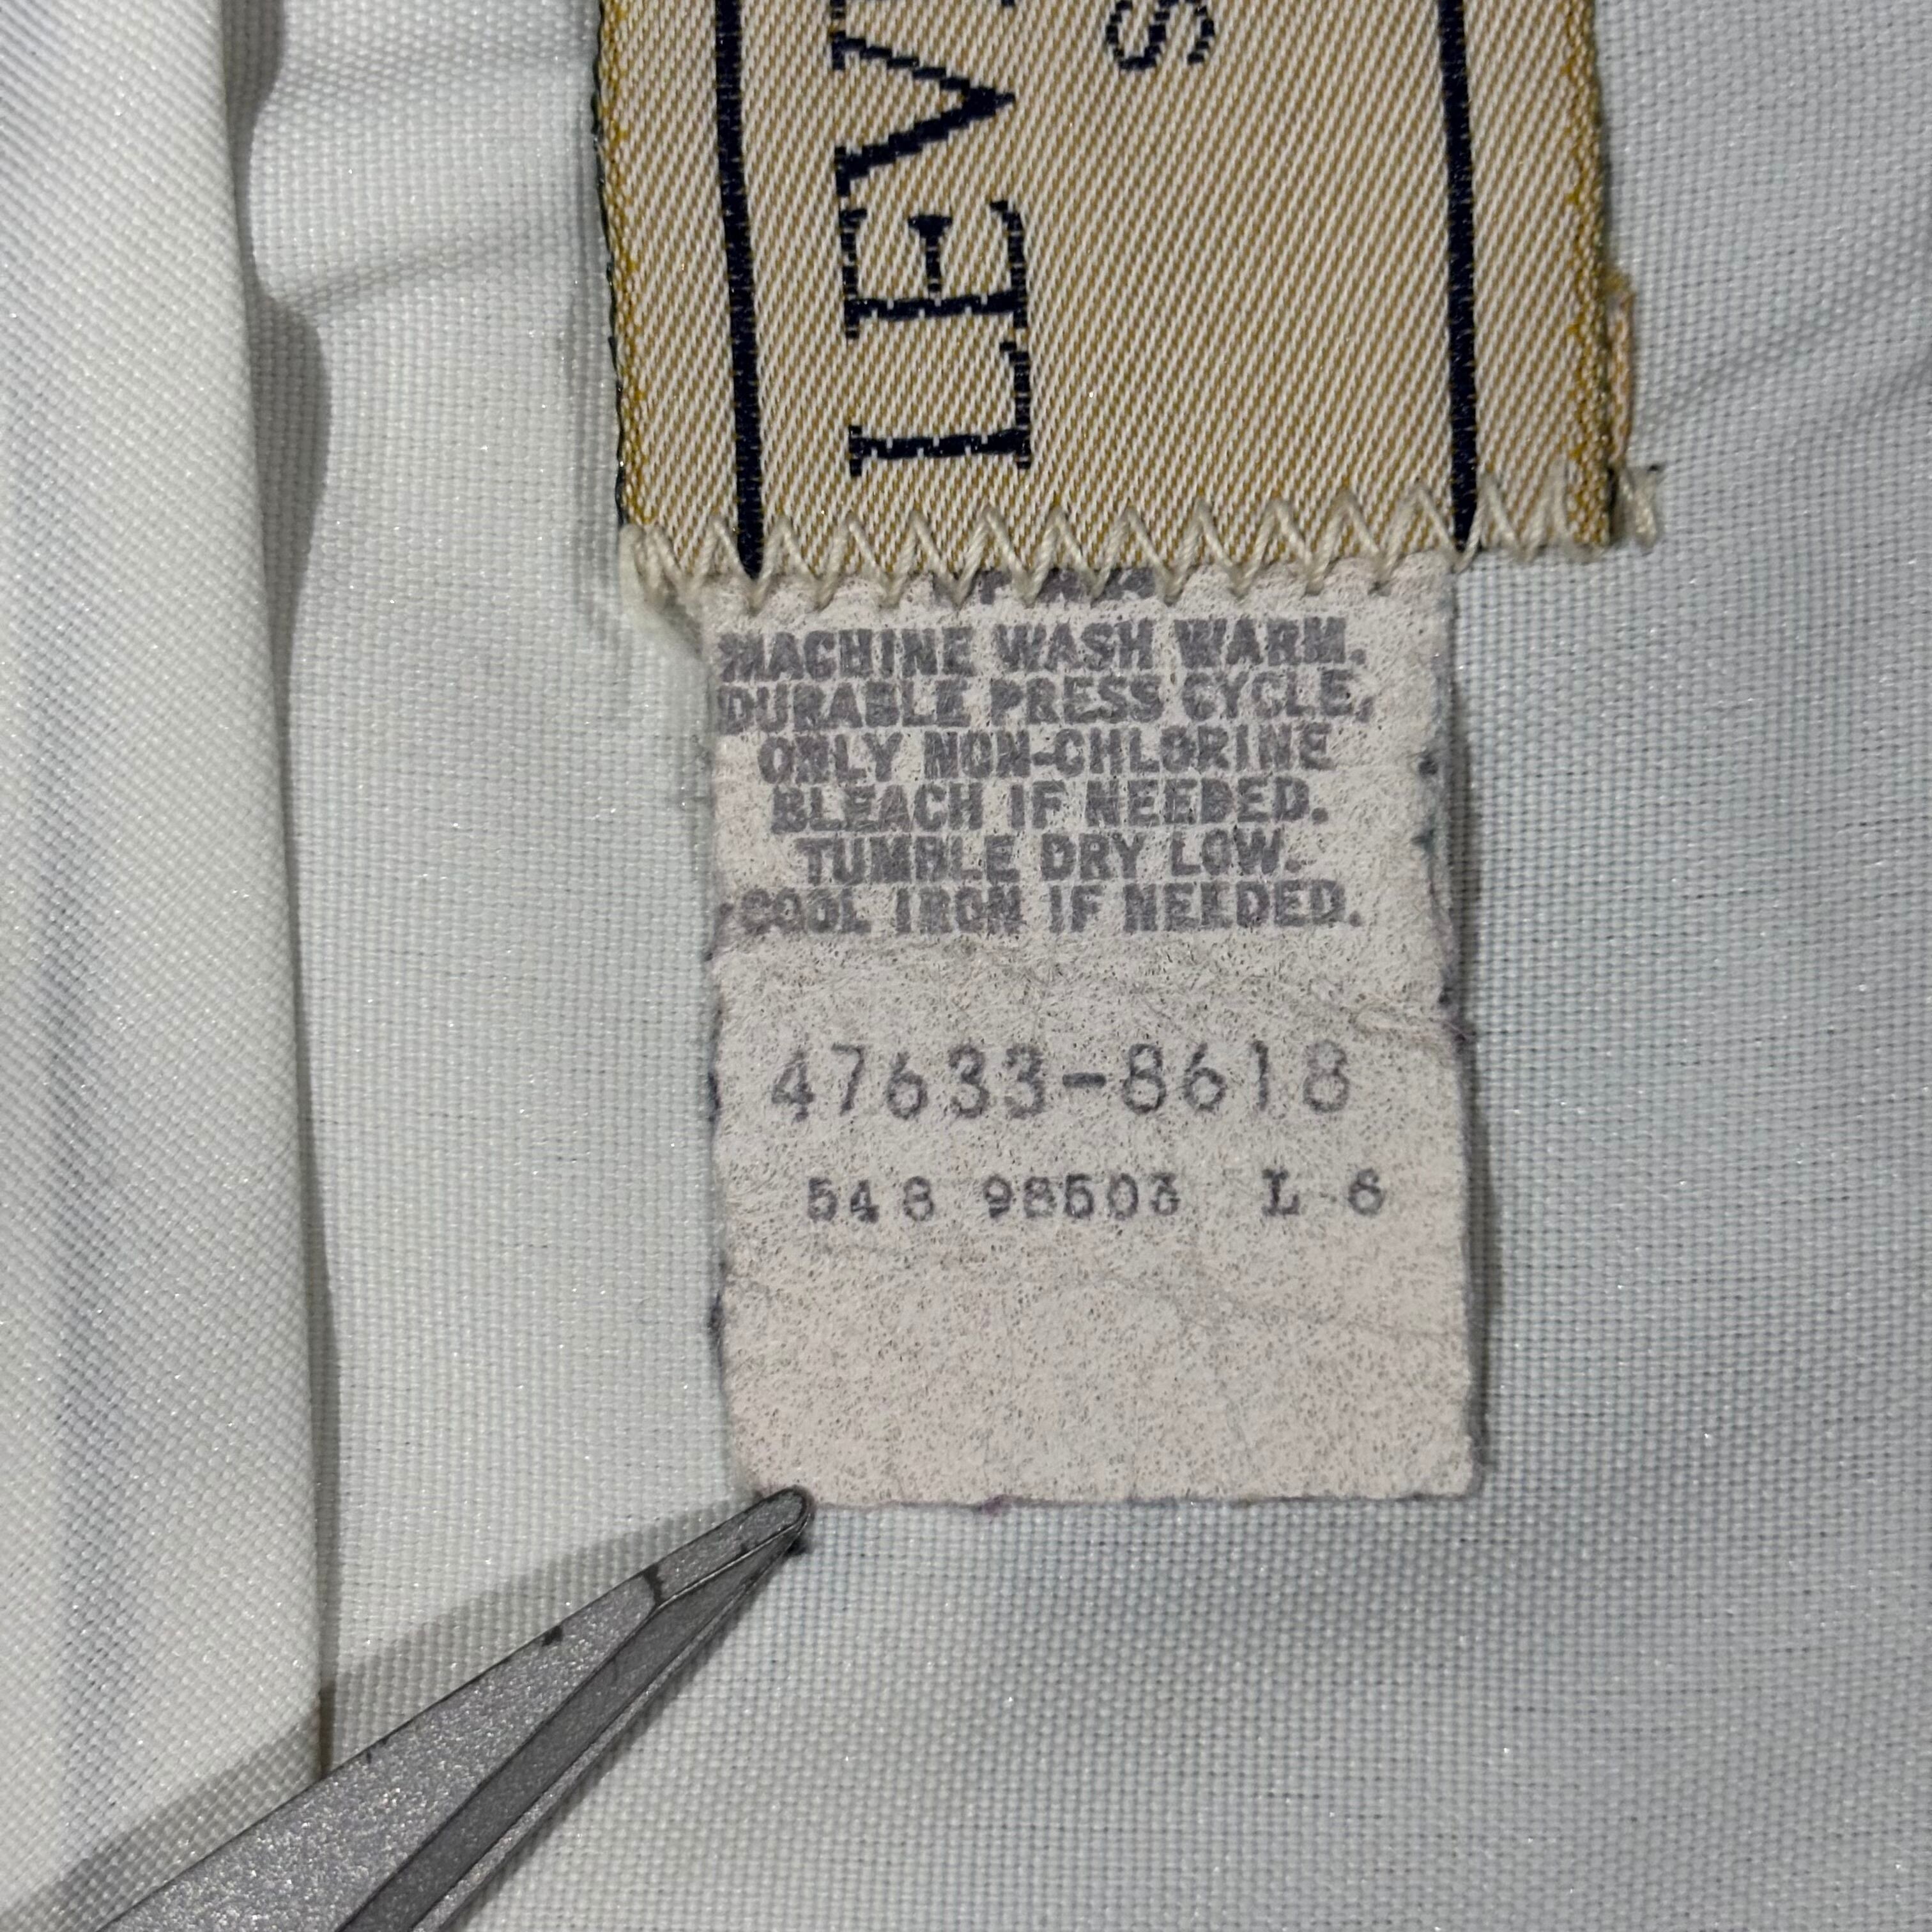 LEV
S
MACHINE WASH WARM.
DURABLE PRESS CYCLE,
ONLY NON-CHLORINE
BLEACH IF NEEDED.
TUMBLE DRY LOW.
COOL IRON IF NEEDED.
47633-8618
548 98503 L 6